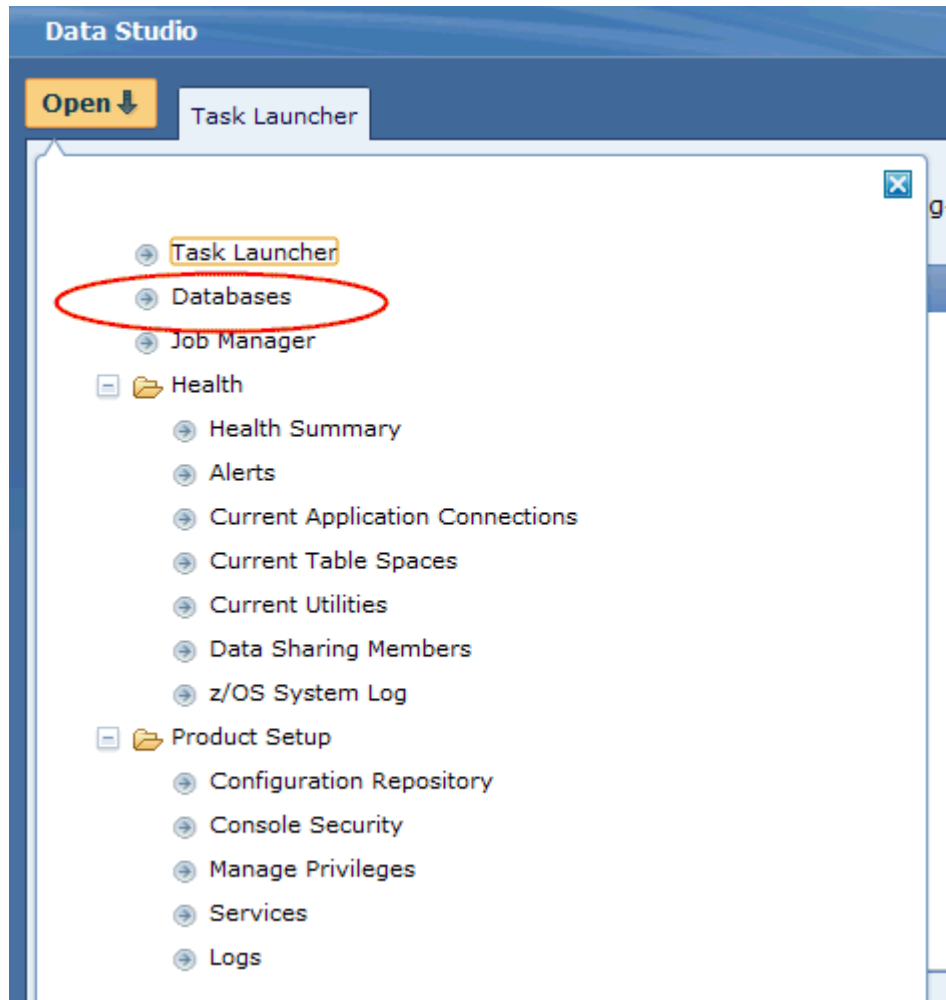 Data Studio
Open
Task Launcher
g-
Task Launcher
Databases
Job Manager
Health
Health Summary
Alerts
Current Application Connections
Current Table Spaces
Current Utilities
Data Sharing Members
z/OS System Log
Product Setup
Configuration Repository
Console Security
Manage Privileges
Services
Logs